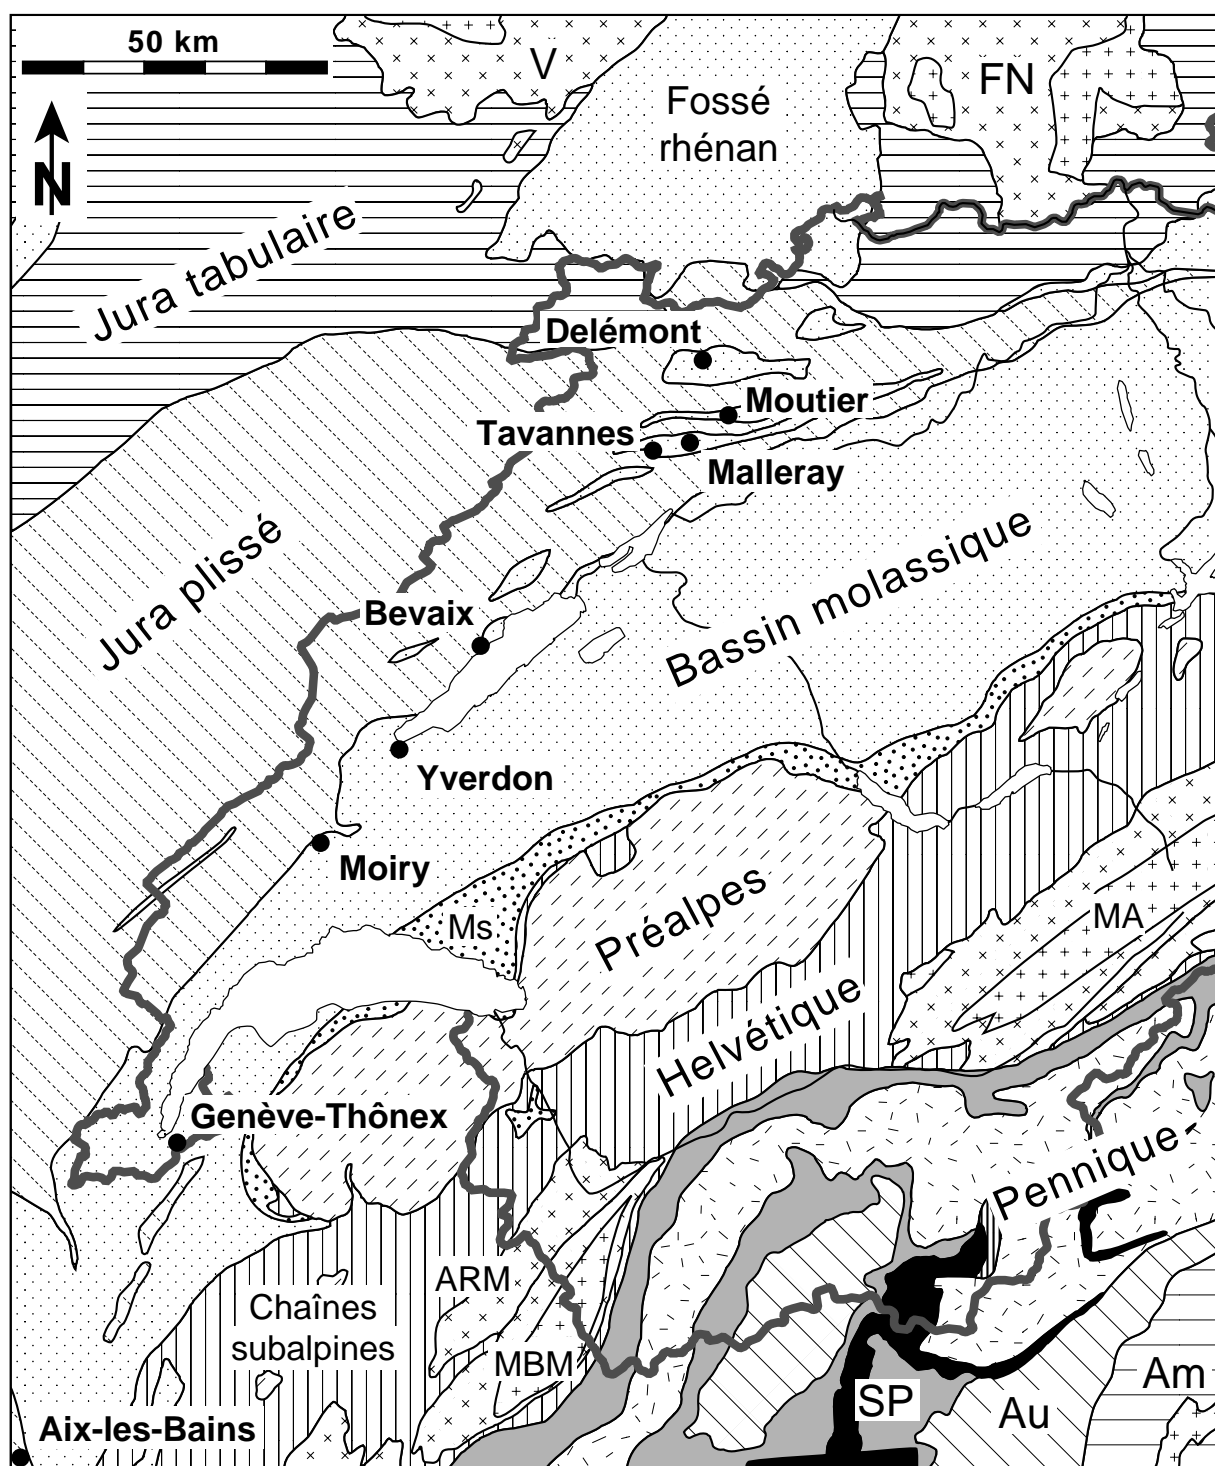 50 km
V
FN
Fossé
rhénan
N
Jura tabulaire
Delémont
Moutier
Tavannes
Malleray
Jura plissé
Bassin molassique
Bevaix
Yverdon
Moiry
Préalpes
Ms
MA
Helvétique
Genève-Thônex
Pennique
ARM
Chaînes
subalpines
MBM
Am
SP
Au
Aix-les-Bains